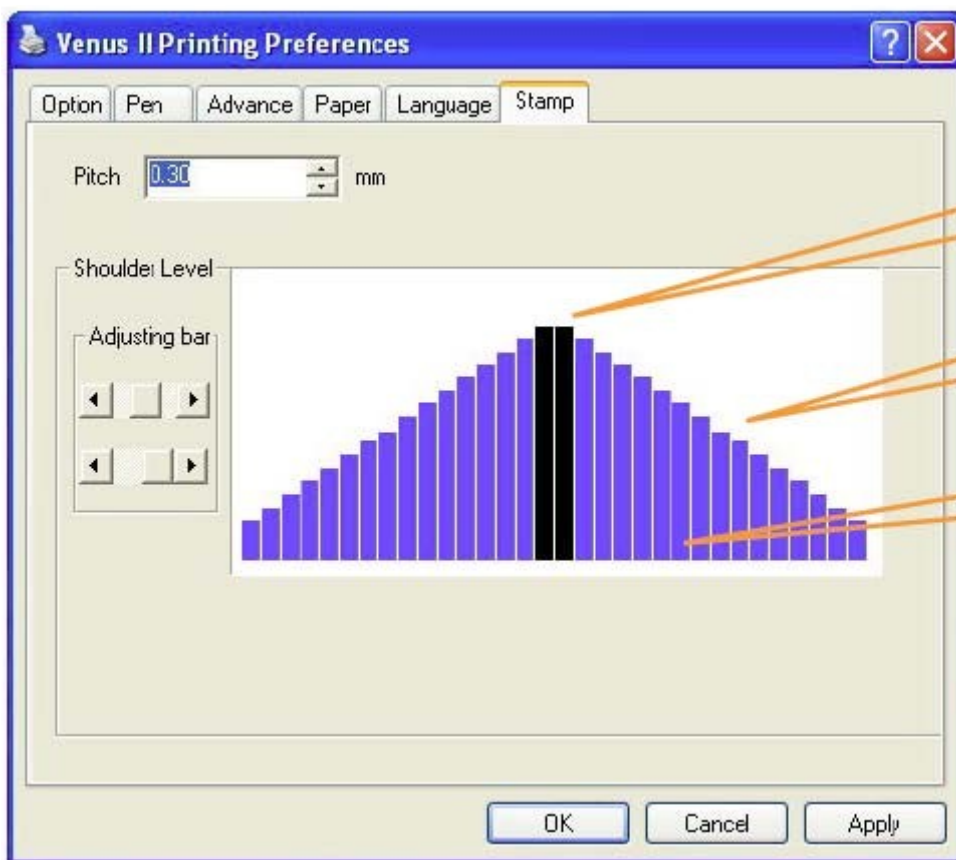 Venus II Printing Preferences
Option Pen Advance Paper Language Stamp
Pitch 0.30 mm
Shoulder Level
Adjusting bar
OK Cancel Apply